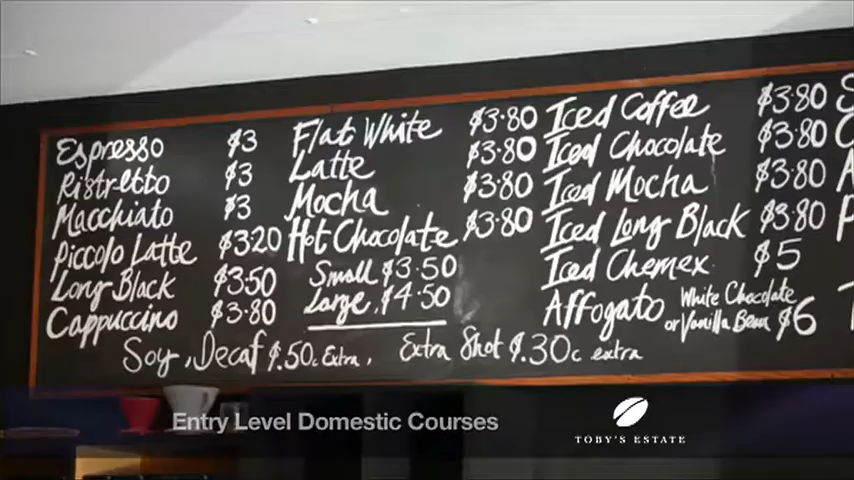 Espresso $3
Ristretto $3
Macchiato $3
Piccolo Latte $3.20
Long Black $3.50
Cappuccino $3.80
Flat White $3.80
Latte $3.80
Mocha $3.80
Hot Chocolate $3.80
Small $3.50
Large $4.50
Iced Coffee $3.80
Iced Chocolate $3.80
Iced Mocha $3.80
Iced Long Black $3.80
Iced Chemex $5
Affogato White Chocolate
or Vanilla Bean $6
Soy, Decaf $.50c Extra, Extra Shot $.30c extra
Entry Level Domestic Courses
TOBY'S ESTATE